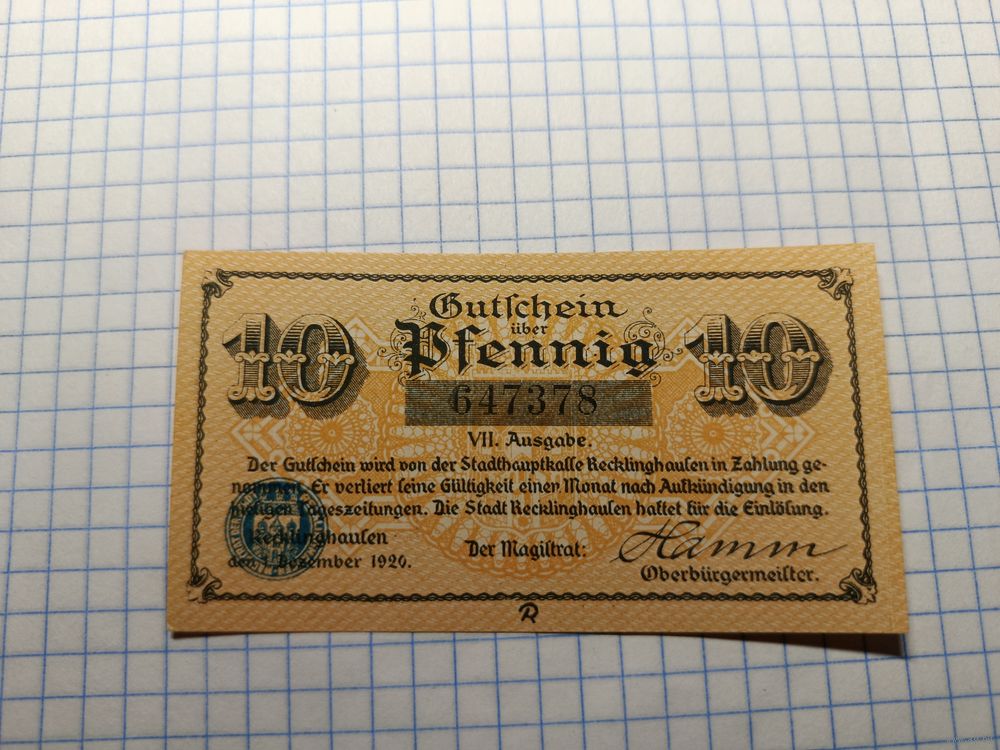 Gutſchein
über
10 Pfennig 10
647378
VII. Ausgabe.
Der Gutſchein wird von der Stadthauptkaſſe Recklinghauſen in Zahlung ge-
nommen. Er verliert ſeine Gültigkeit einen Monat nach Aufkündigung in den
hieſigen Tageszeitungen. Die Stadt Recklinghauſen haftet für die Einlöſung.
Recklinghauſen
den 1. Dezember 1920.
Der Magiſtrat:
Hamm
Oberbürgermeiſter.
R